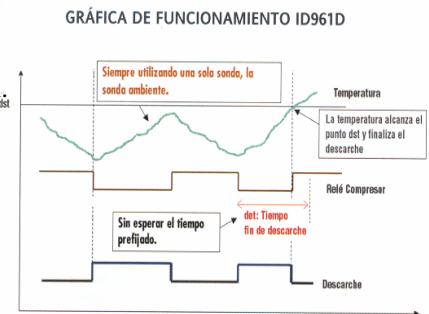 GRÁFICA DE FUNCIONAMIENTO ID961D
Siempre utilizando una sola sonda, la
sonda ambiente.
Temperatura
dst
La temperatura alcanza el
punto dst y finaliza el
descarche
Relé Compresor
Sin esperar el tiempo
prefijado.
det: Tiempo
fin de descarche
Descarche